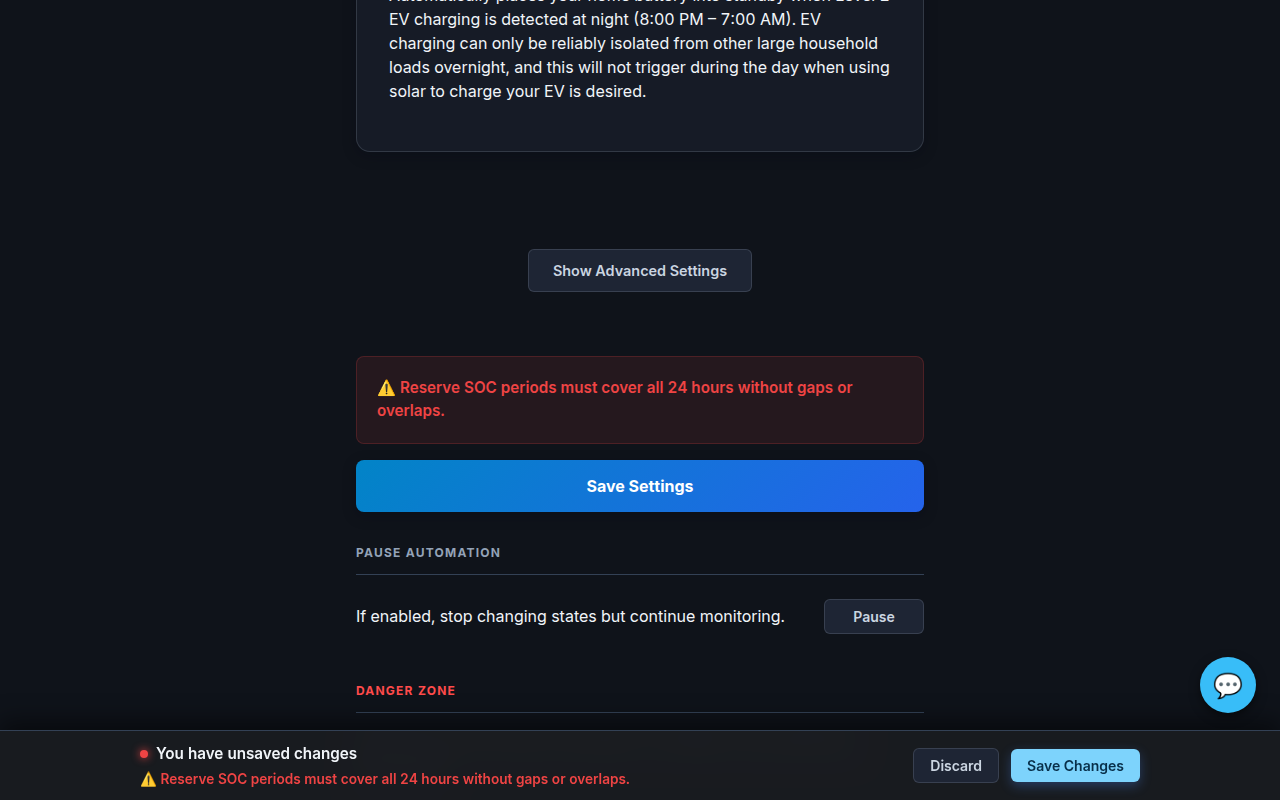 EV charging is detected at night (8:00 PM – 7:00 AM). EV
charging can only be reliably isolated from other large household
loads overnight, and this will not trigger during the day when using
solar to charge your EV is desired.
Show Advanced Settings
⚠️ Reserve SOC periods must cover all 24 hours without gaps or
overlaps.
Save Settings
PAUSE AUTOMATION
If enabled, stop changing states but continue monitoring.
Pause
DANGER ZONE
You have unsaved changes
⚠️ Reserve SOC periods must cover all 24 hours without gaps or overlaps.
Discard
Save Changes